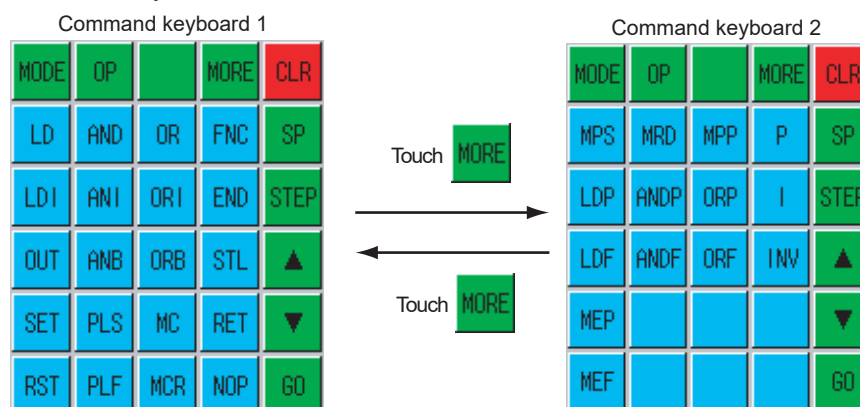 Command keyboard 1
MODE OP MORE CLR
LD AND OR FNC SP
LDI ANI ORI END STEP
OUT ANB ORB STL ▲
SET PLS MC RET ▼
RST PLF MCR NOP GO
Touch MORE
Touch MORE
Command keyboard 2
MODE OP MORE CLR
MPS MRD MPP P SP
LDP ANDP ORP I STEP
LDF ANDF ORF INV ▲
MEP ▼
MEF GO